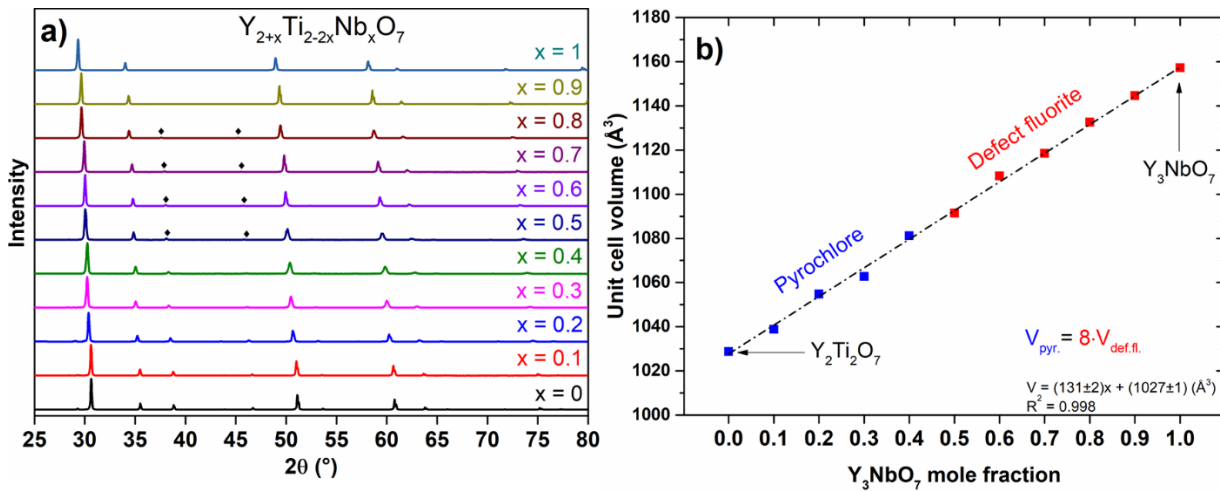 a)
Y₂₊ₓTi₂₋₂ₓNbₓO₇
x = 1
x = 0.9
x = 0.8
x = 0.7
x = 0.6
x = 0.5
x = 0.4
x = 0.3
x = 0.2
x = 0.1
x = 0
Intensity
25 30 35 40 45 50 55 60 65 70 75 80
2θ (°)
b)
1180
1160
1140
1120
1100
1080
1060
1040
1020
1000
Unit cell volume (Å³)
Defect fluorite
Y₃NbO₇
Pyrochlore
Y₂Ti₂O₇
V_pyr. = 8·V_def.fl.
V = (131±2)x + (1027±1) (Å³)
R² = 0.998
0.0 0.1 0.2 0.3 0.4 0.5 0.6 0.7 0.8 0.9 1.0
Y₃NbO₇ mole fraction